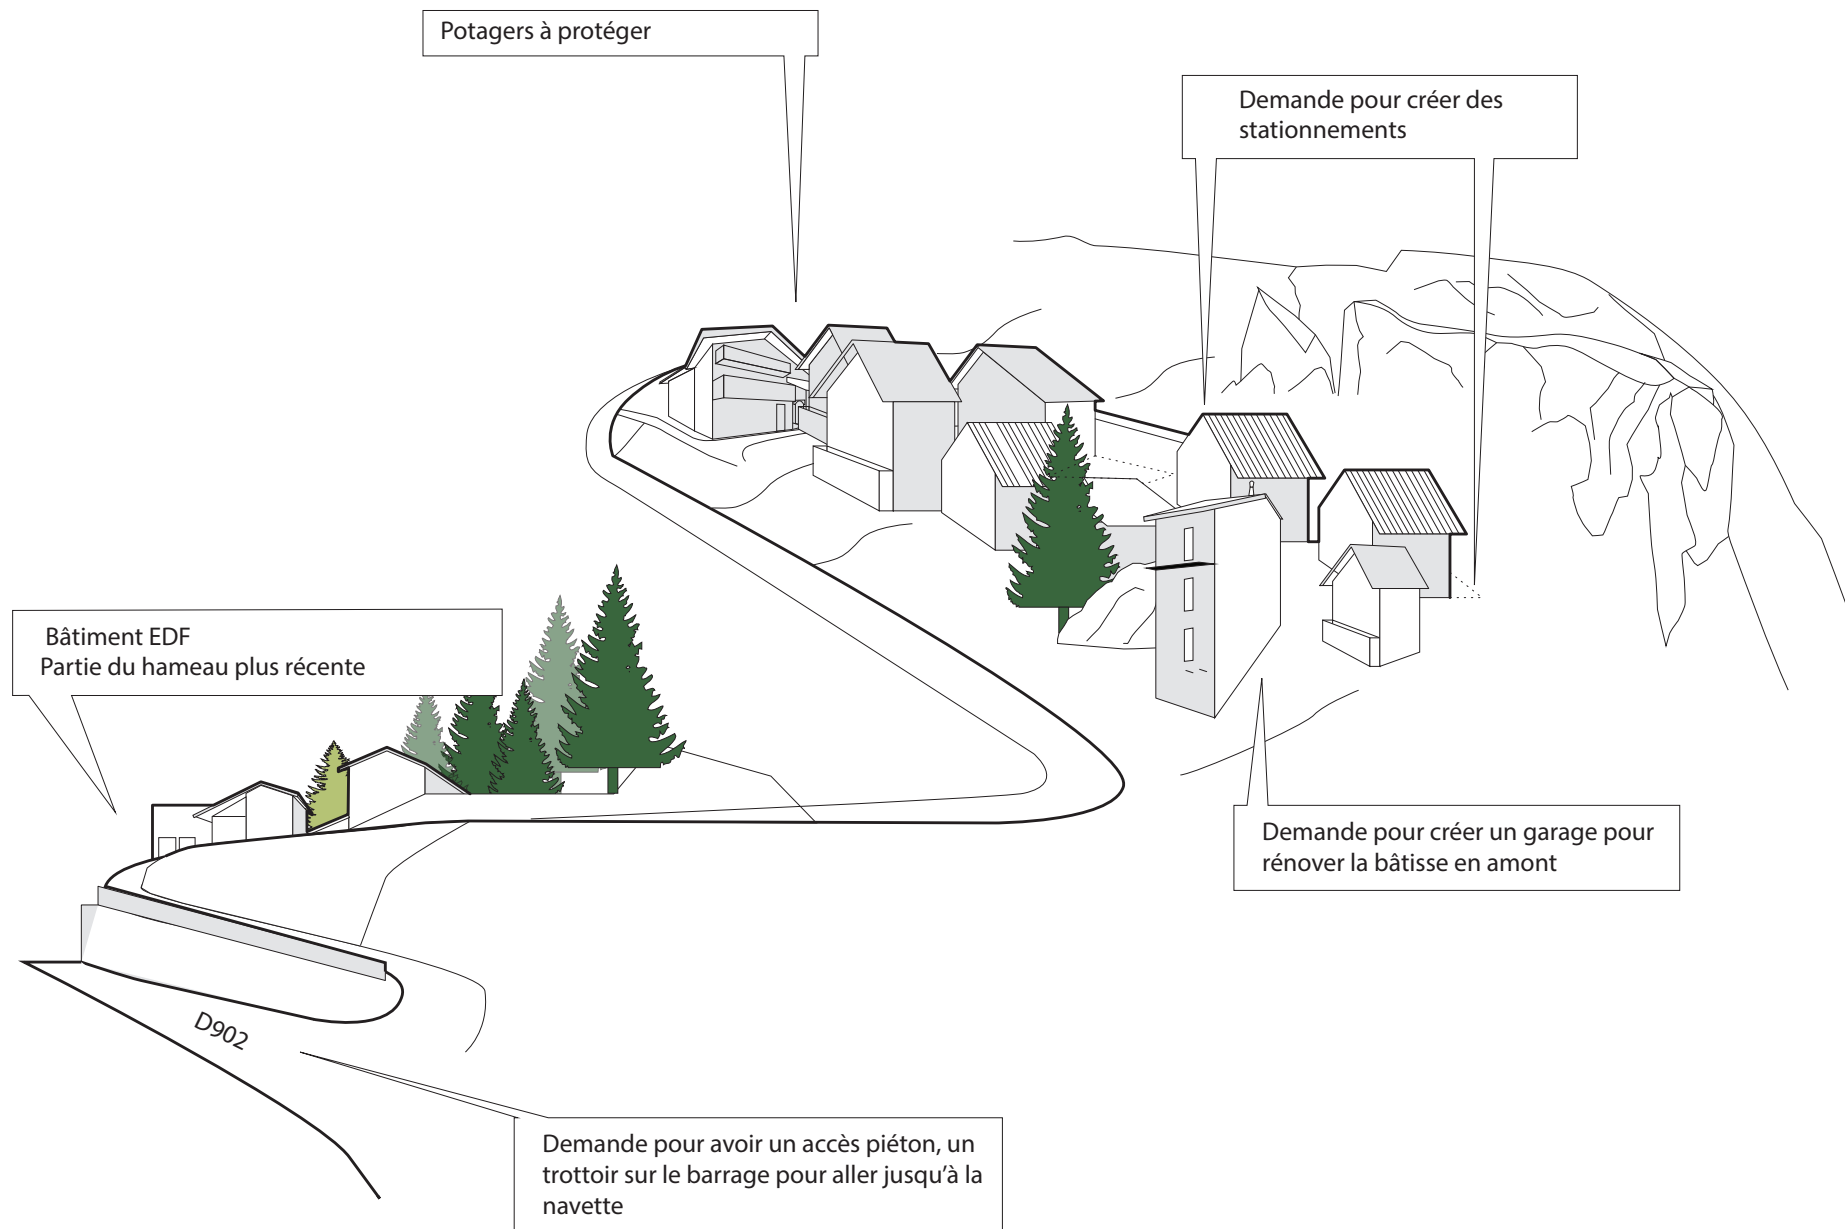 Potagers à protéger
Demande pour créer des
stationnements
Bâtiment EDF
Partie du hameau plus récente
Demande pour créer un garage pour
rénover la bâtisse en amont
D902
Demande pour avoir un accès piéton, un
trottoir sur le barrage pour aller jusqu'à la
navette